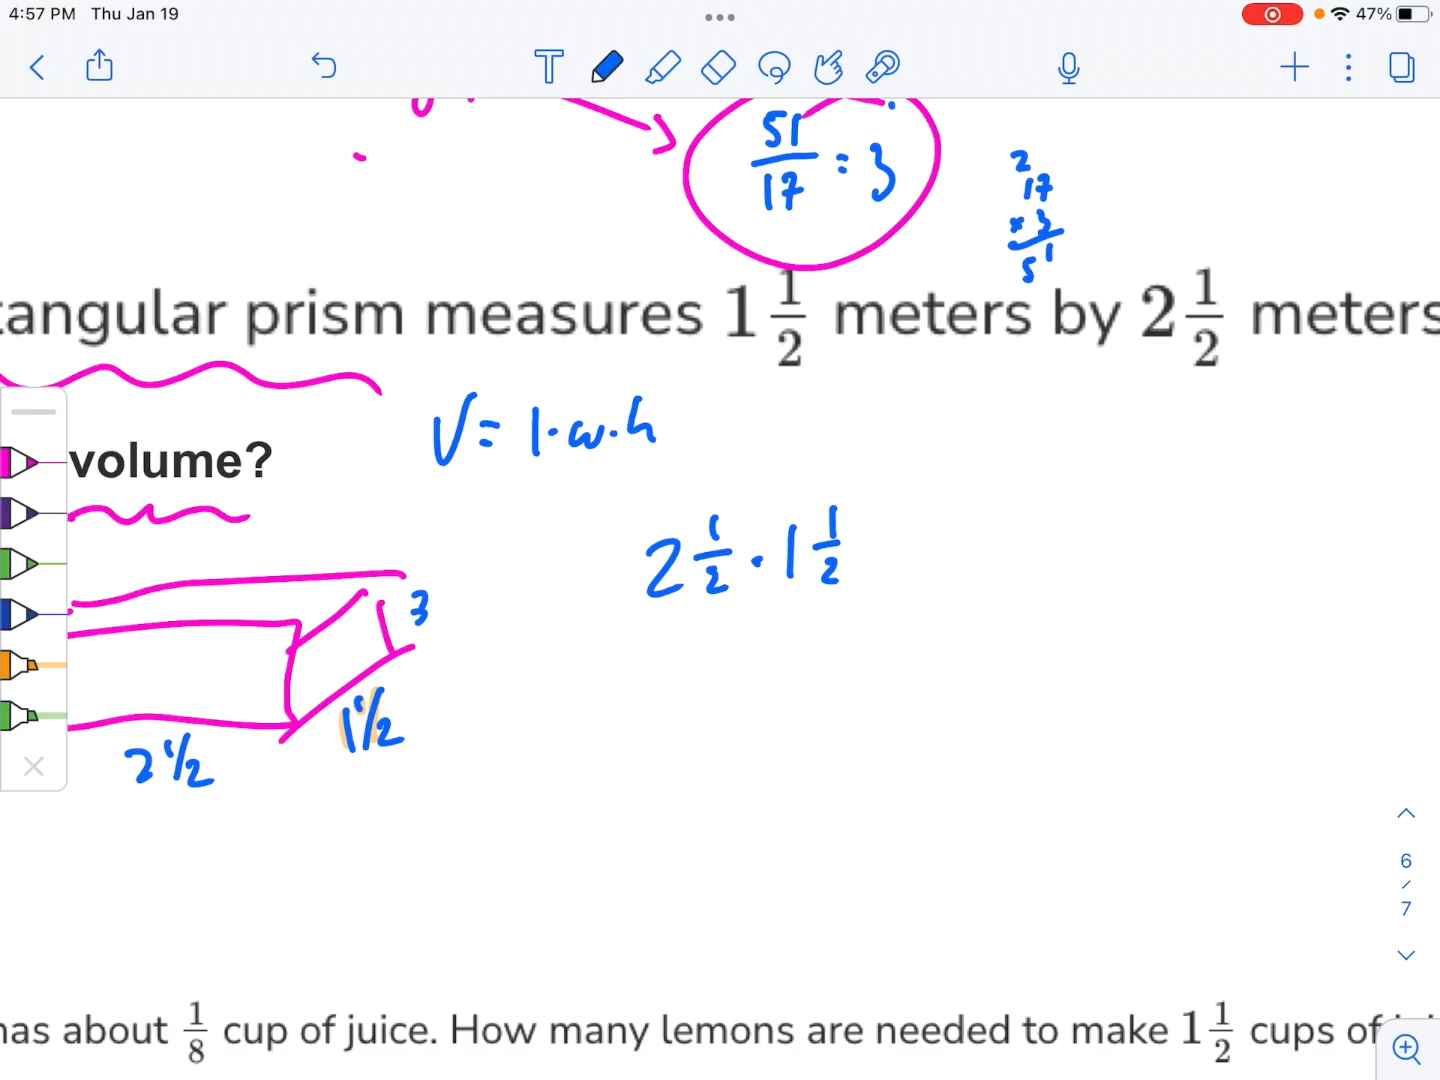 4:57 PM Thu Jan 19
47%
51
17
= 3
2
17
× 3
51
tangular prism measures 1 1/2 meters by 2 1/2 meters
volume?
V = l · w · h
2 1/2 · 1 1/2
3
1 1/2
2 1/2
6
/
7
has about 1/8 cup of juice. How many lemons are needed to make 1 1/2 cups of